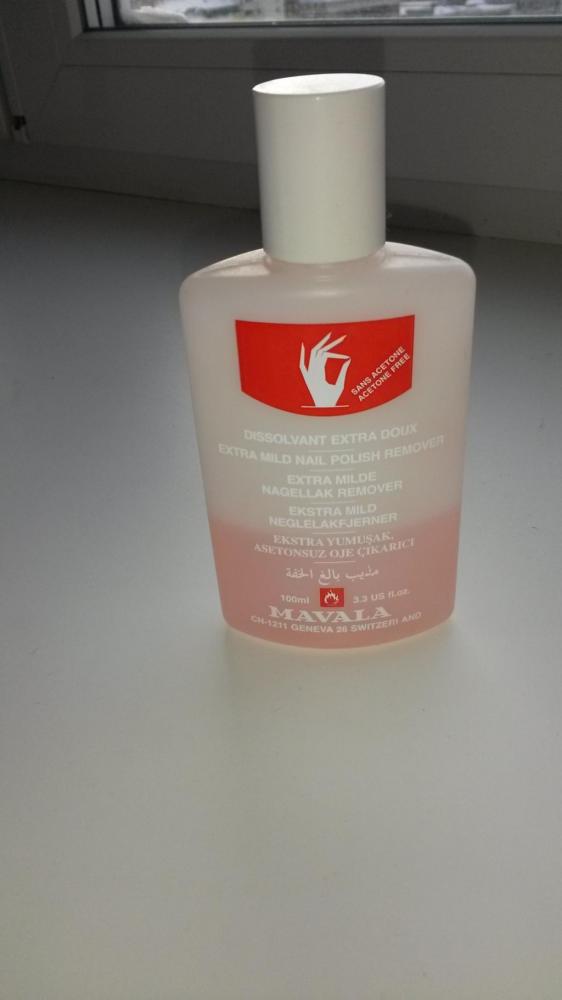 SANS ACETONE
ACETONE FREE
DISSOLVANT EXTRA DOUX
EXTRA MILD NAIL POLISH REMOVER
EXTRA MILDE
NAGELLAK REMOVER
EKSTRA MILD
NEGLELAKFJERNER
EKSTRA YUMUŞAK,
ASETONSUZ OJE ÇIKARICI
مذيب بالغ الخفة
100ml 3.3 US fl.oz.
MAVALA
CH-1211 GENEVA 26 SWITZERLAND